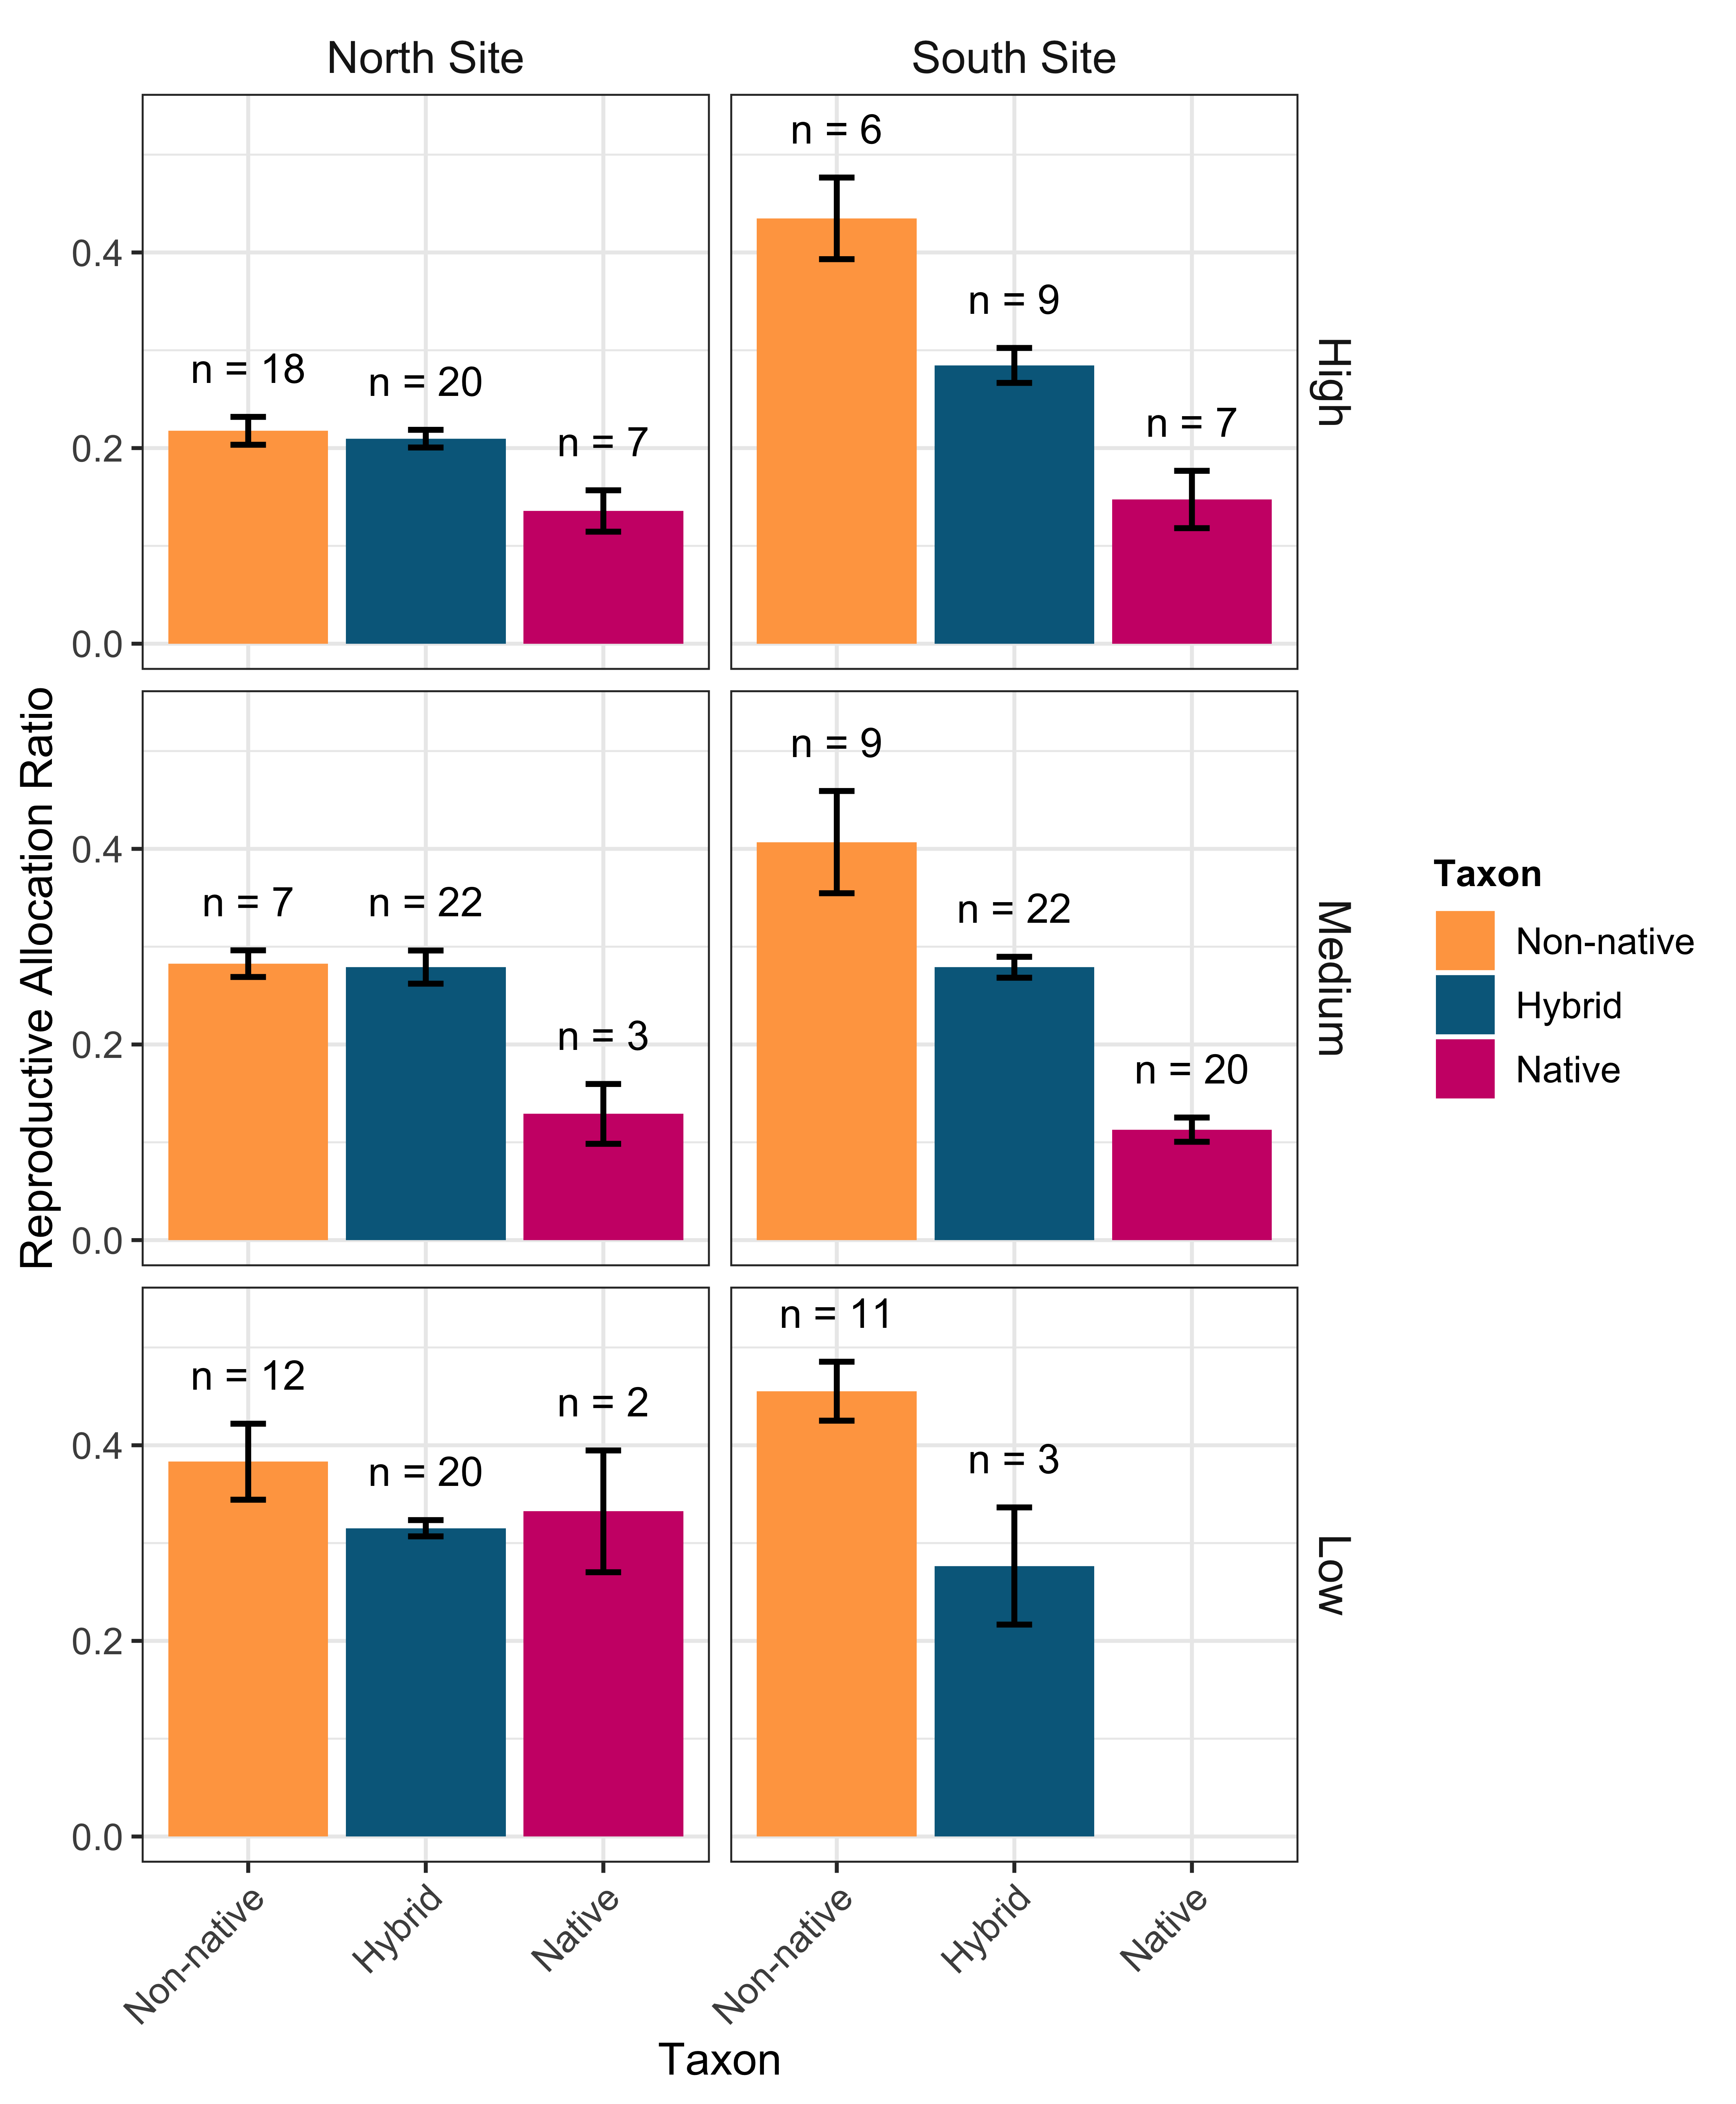 North Site
South Site
n = 18
n = 20
n = 7
n = 6
n = 9
n = 7
High
0.4
0.2
0.0
n = 7
n = 22
n = 3
n = 9
n = 22
n = 20
Medium
0.4
0.2
0.0
n = 12
n = 20
n = 2
n = 11
n = 3
Low
0.4
0.2
0.0
Reproductive Allocation Ratio
Non-native
Hybrid
Native
Non-native
Hybrid
Native
Taxon
Taxon
Non-native
Hybrid
Native